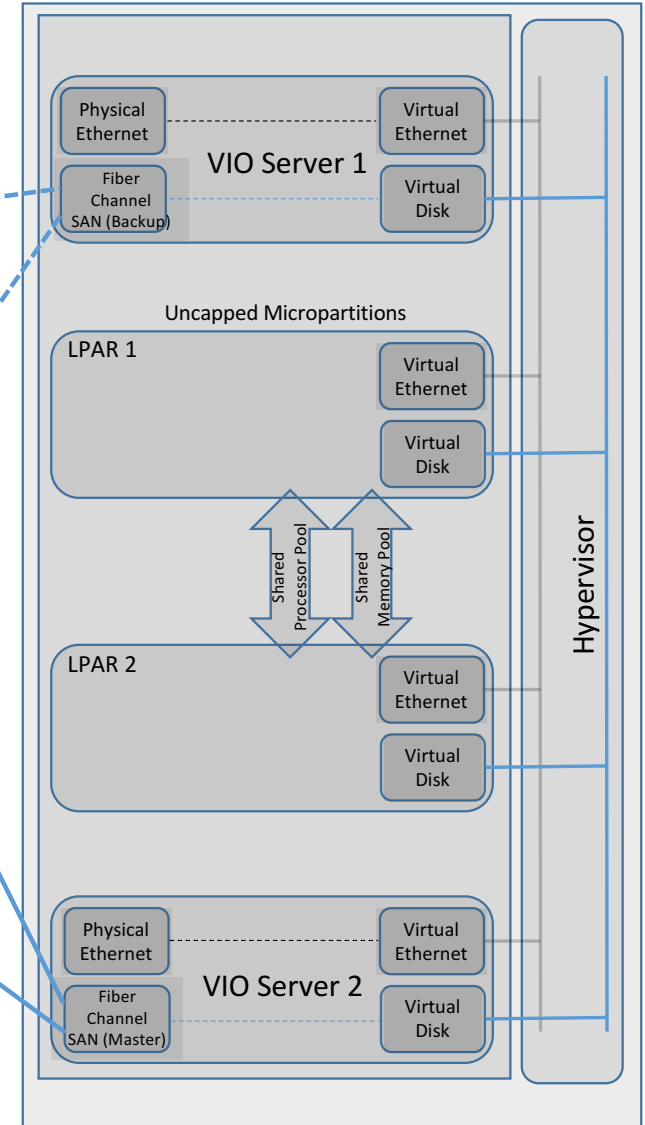 Physical
Ethernet
Virtual
Ethernet
VIO Server 1
Fiber
Channel
SAN (Backup)
Virtual
Disk
Uncapped Micropartitions
LPAR 1
Virtual
Ethernet
Virtual
Disk
Shared
Processor Pool
Shared
Memory Pool
Hypervisor
LPAR 2
Virtual
Ethernet
Virtual
Disk
Physical
Ethernet
Virtual
Ethernet
VIO Server 2
Fiber
Channel
SAN (Master)
Virtual
Disk